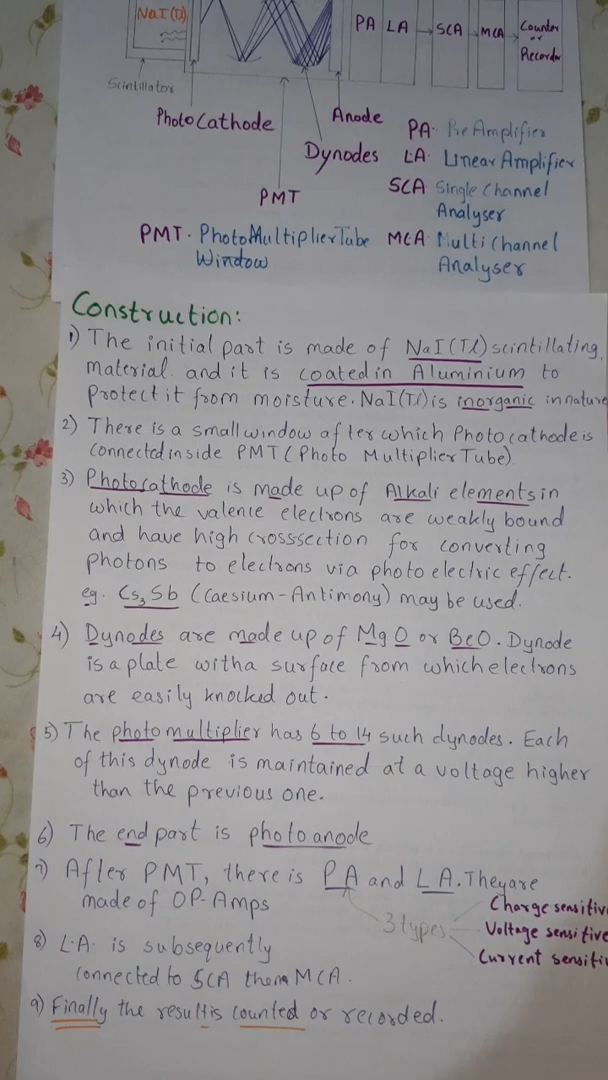 NaI(Tl)
PA LA SCA MCA Counter
or
Recorder
Scintillator
PhotoCathode
Anode
Dynodes
PMT
PA. Pre Amplifier
LA. Linear Amplifier
SCA. Single Channel
Analyser
PMT. PhotoMultiplierTube
Window
MCA. Multi Channel
Analyser
Construction:
1) The initial part is made of NaI(Tl) scintillating
material and it is coated in Aluminium to
protect it from moisture. NaI(Tl) is inorganic in nature
2) There is a small window after which Photocathode is
connected inside PMT (Photo Multiplier Tube)
3) Photocathode is made up of Alkali elements in
which the valence electrons are weakly bound
and have high crosssection for converting
photons to electrons via photoelectric effect.
eg. Cs3 Sb (Caesium-Antimony) may be used.
4) Dynodes are made up of MgO or BeO. Dynode
is a plate with a surface from which electrons
are easily knocked out.
5) The photo multiplier has 6 to 14 such dynodes. Each
of this dynode is maintained at a voltage higher
than the previous one.
6) The end part is photo anode
7) After PMT, there is PA and LA. They are
made of OP-Amps
3 types
Charge sensitiv
Voltage sensitive
Current sensiti
8) L.A. is subsequently
connected to SCA then MCA.
9) Finally the result is counted or recorded.